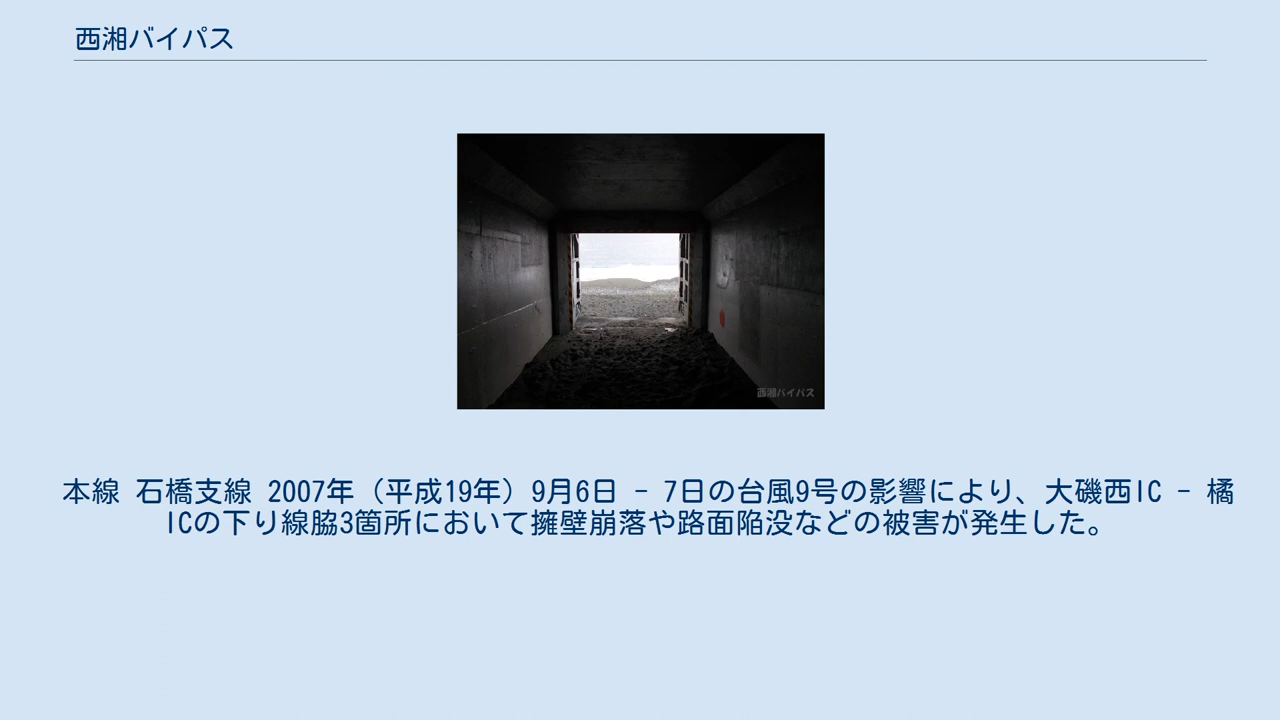 西湘バイパス
西湘バイパス
本線 石橋支線 2007年（平成19年）9月6日 - 7日の台風9号の影響により、大磯西IC - 橘
ICの下り線脇3箇所において擁壁崩落や路面陥没などの被害が発生した。